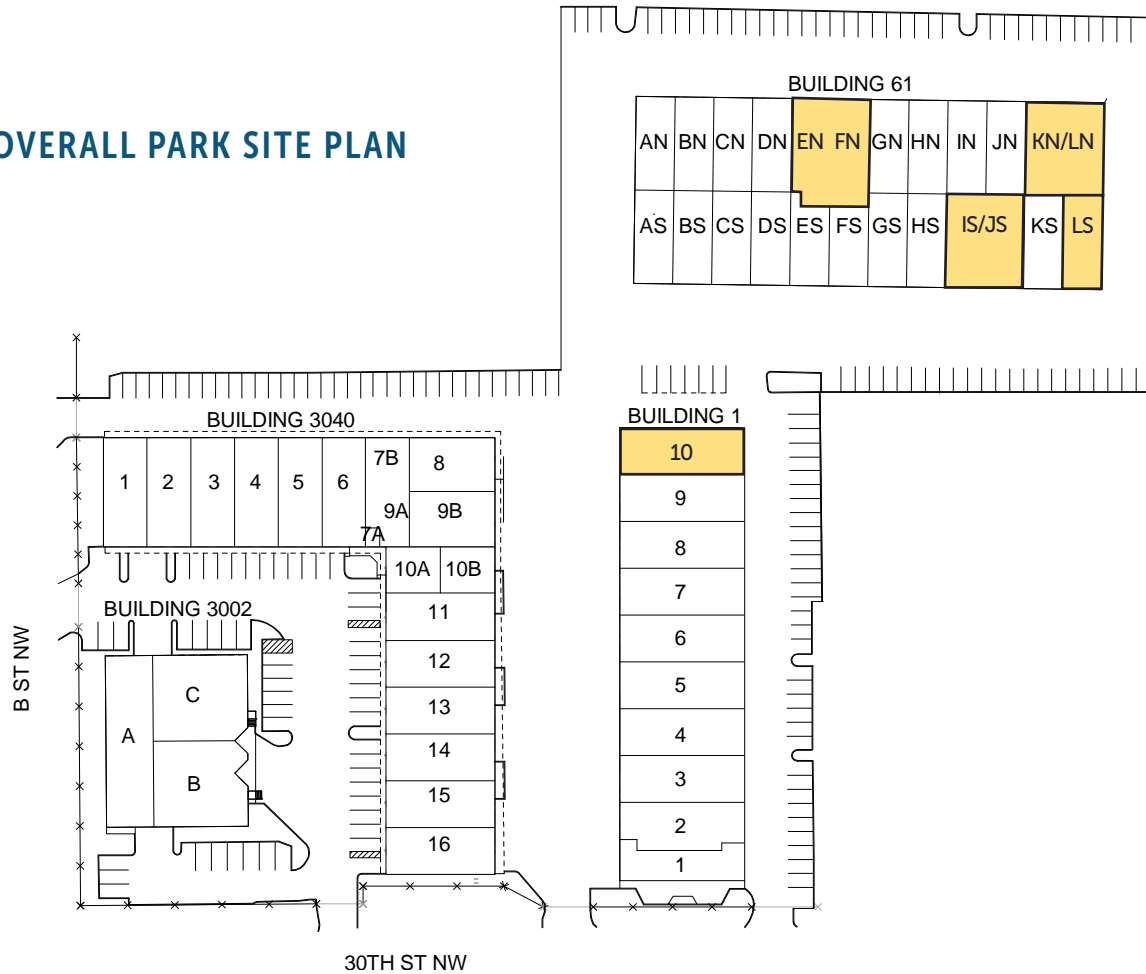 BUILDING 61
OVERALL PARK SITE PLAN
AN BN CN DN EN FN GN HN IN JN KN/LN
AS BS CS DS ES FS GS HS IS/JS KS LS
BUILDING 3040
BUILDING 1
1 2 3 4 5 6 7B 8
9A 9B
7A
10A 10B
11
12
13
14
15
16
10
9
8
7
6
5
4
3
2
1
BUILDING 3002
A
C
B
B ST NW
30TH ST NW